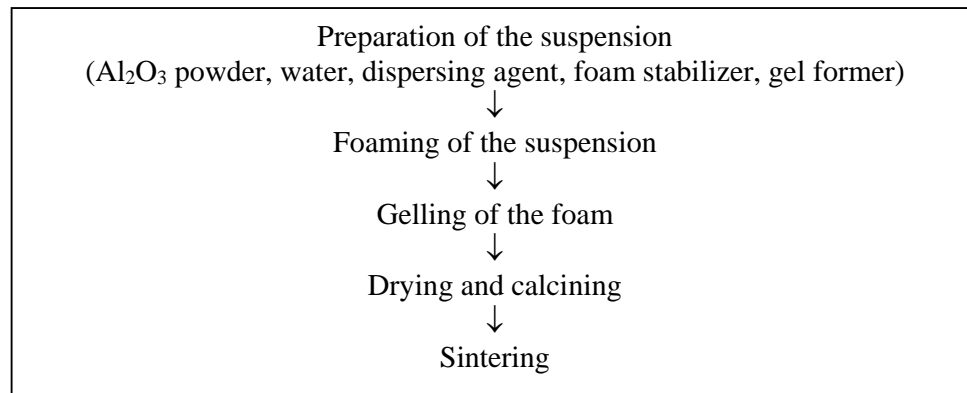 Preparation of the suspension
(Al₂O₃ powder, water, dispersing agent, foam stabilizer, gel former)
↓
Foaming of the suspension
↓
Gelling of the foam
↓
Drying and calcining
↓
Sintering